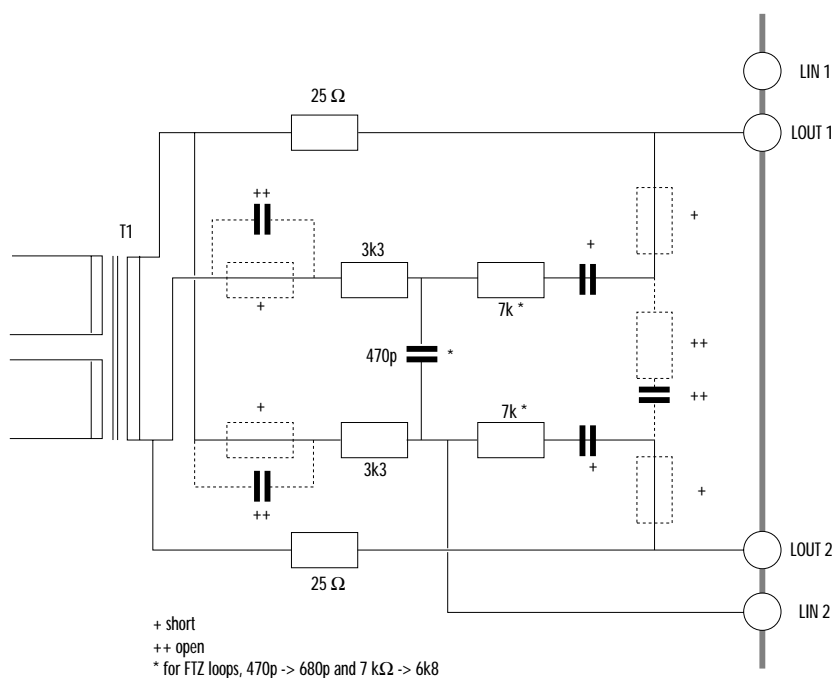 LIN 1
25 Ω
LOUT 1
++
+
T1
3k3
+
+
7k *
++
470p
*
++
+
7k *
3k3
+
+
++
25 Ω
LOUT 2
LIN 2
+ short
++ open
* for FTZ loops, 470p -> 680p and 7 kΩ -> 6k8